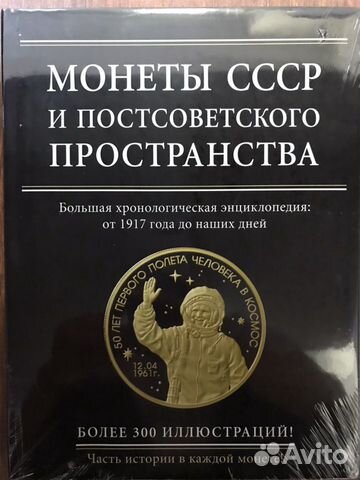 МОНЕТЫ СССР
И ПОСТСОВЕТСКОГО
ПРОСТРАНСТВА
Большая хронологическая энциклопедия:
от 1917 года до наших дней
50 ЛЕТ ПЕРВОГО ПОЛЕТА ЧЕЛОВЕКА В КОСМОС
12.04
1961г.
БОЛЕЕ 300 ИЛЛЮСТРАЦИЙ!
Часть истории в каждой монете!
Avito